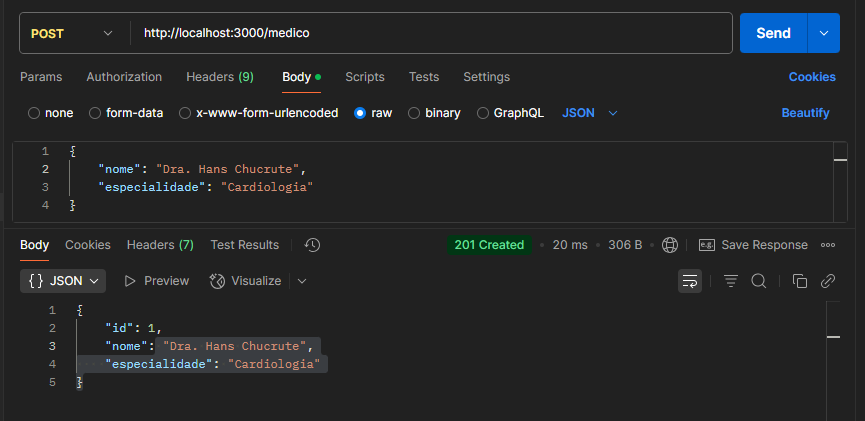 POST http://localhost:3000/medico Send
Params Authorization Headers (9) Body Scripts Tests Settings Cookies
none form-data x-www-form-urlencoded raw binary GraphQL JSON Beautify
1 {
2 "nome": "Dra. Hans Chucrute",
3 "especialidade": "Cardiologia"
4 }
Body Cookies Headers (7) Test Results 201 Created • 20 ms • 306 B e.g. Save Response
{} JSON Preview Visualize
1 {
2 "id": 1,
3 "nome": "Dra. Hans Chucrute",
4 "especialidade": "Cardiologia"
5 }